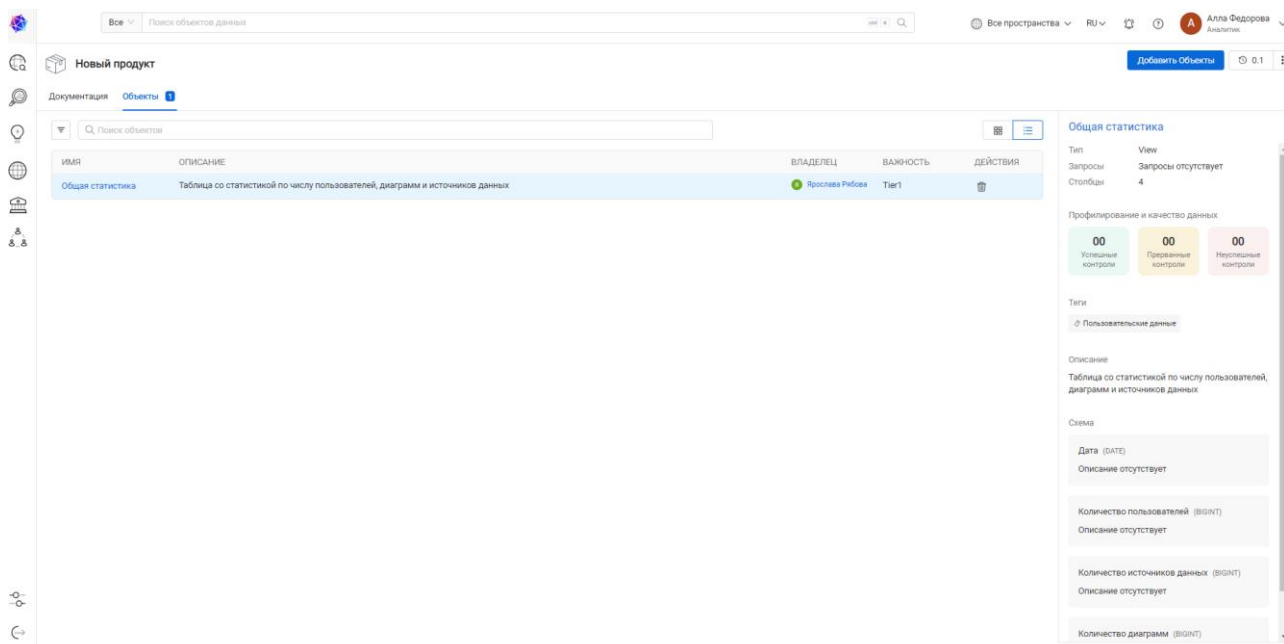 Все
Поиск объектов данных
Все пространства
RU
А
Алла Федорова
Аналитик
Новый продукт
Добавить Объекты
0.1
Документация
Объекты 1
Поиск объектов
ИМЯ ОПИСАНИЕ ВЛАДЕЛЕЦ ВАЖНОСТЬ ДЕЙСТВИЯ
Общая статистика Таблица со статистикой по числу пользователей, диаграмм и источников данных Ярослава Рябова Tier1
Общая статистика
Тип View
Запросы Запросы отсутствует
Столбцы 4
Профилирование и качество данных
00 00 00
Успешные Прерванные Неуспешные
контроли контроли контроли
Теги
Пользовательские данные
Описание
Таблица со статистикой по числу пользователей,
диаграмм и источников данных
Схема
Дата (DATE)
Описание отсутствует
Количество пользователей (BIGINT)
Описание отсутствует
Количество источников данных (BIGINT)
Описание отсутствует
Количество диаграмм (BIGINT)